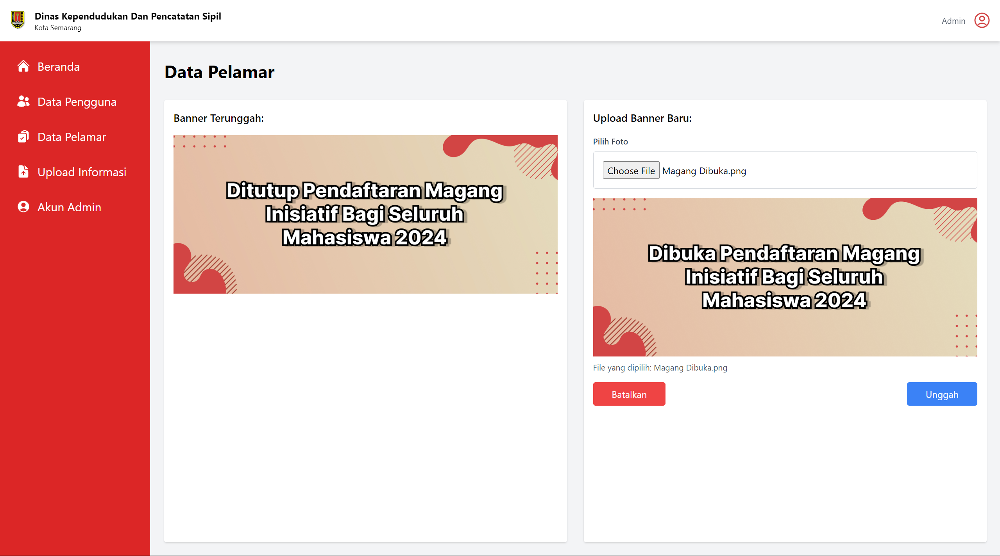 Dinas Kependudukan Dan Pencatatan Sipil
Kota Semarang
Admin
Beranda
Data Pengguna
Data Pelamar
Upload Informasi
Akun Admin
Data Pelamar
Banner Terunggah:
Ditutup Pendaftaran Magang
Inisiatif Bagi Seluruh
Mahasiswa 2024
Upload Banner Baru:
Pilih Foto
Choose File Magang Dibuka.png
Dibuka Pendaftaran Magang
Inisiatif Bagi Seluruh
Mahasiswa 2024
File yang dipilih: Magang Dibuka.png
Batalkan
Unggah